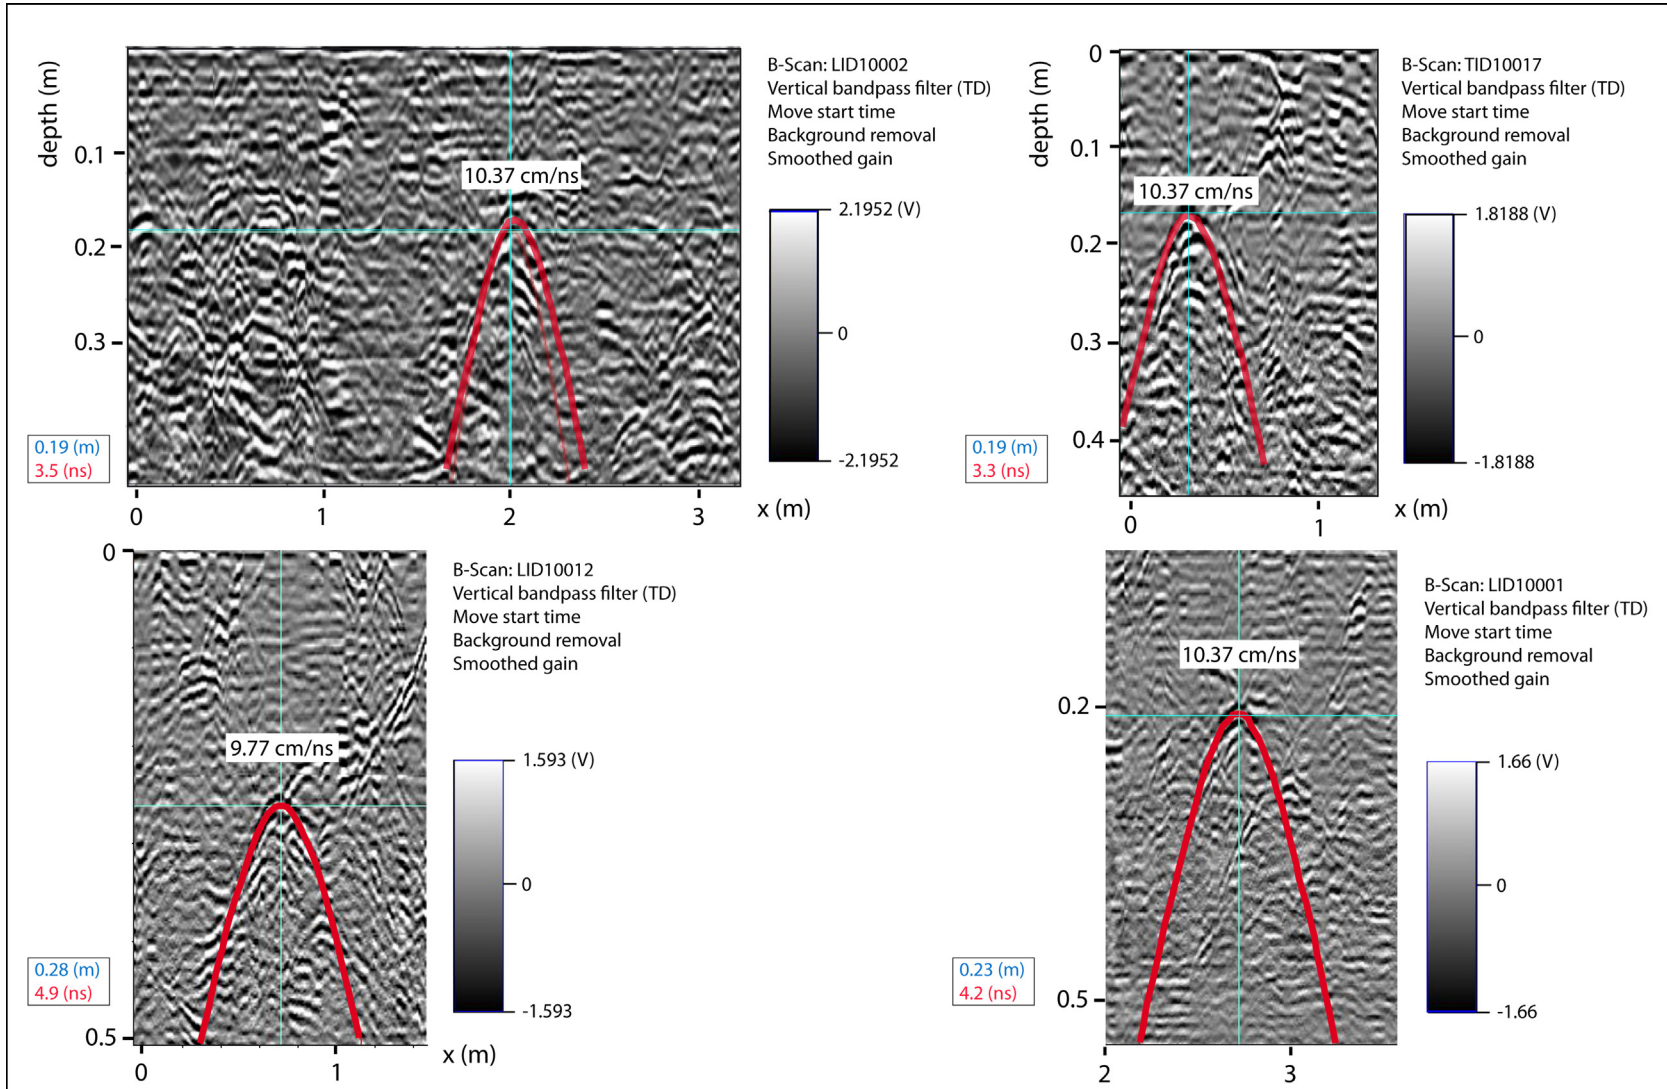 depth (m)
0.1
0.2
0.3
10.37 cm/ns
0.19 (m)
3.5 (ns)
0
1
2
3
x (m)
B-Scan: LID10002
Vertical bandpass filter (TD)
Move start time
Background removal
Smoothed gain
2.1952 (V)
0
-2.1952
depth (m)
0
0.1
0.2
0.3
0.4
10.37 cm/ns
0.19 (m)
3.3 (ns)
0
1
x (m)
B-Scan: TID10017
Vertical bandpass filter (TD)
Move start time
Background removal
Smoothed gain
1.8188 (V)
0
-1.8188
0
0.5
9.77 cm/ns
0.28 (m)
4.9 (ns)
0
1
x (m)
B-Scan: LID10012
Vertical bandpass filter (TD)
Move start time
Background removal
Smoothed gain
1.593 (V)
0
-1.593
0.2
0.5
10.37 cm/ns
0.23 (m)
4.2 (ns)
2
3
B-Scan: LID10001
Vertical bandpass filter (TD)
Move start time
Background removal
Smoothed gain
1.66 (V)
0
-1.66